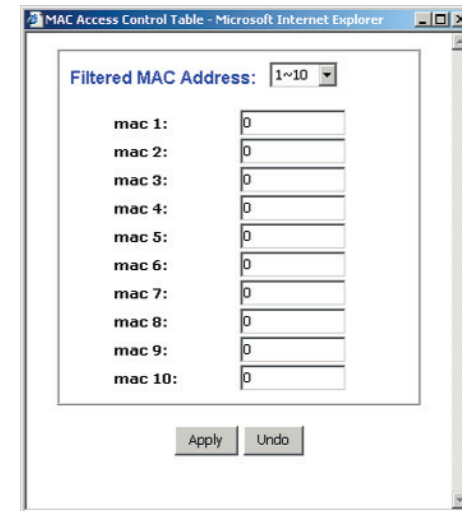 MAC Access Control Table - Microsoft Internet Explorer
Filtered MAC Address: 1~10
mac 1: 0
mac 2: 0
mac 3: 0
mac 4: 0
mac 5: 0
mac 6: 0
mac 7: 0
mac 8: 0
mac 9: 0
mac 10: 0
Apply Undo